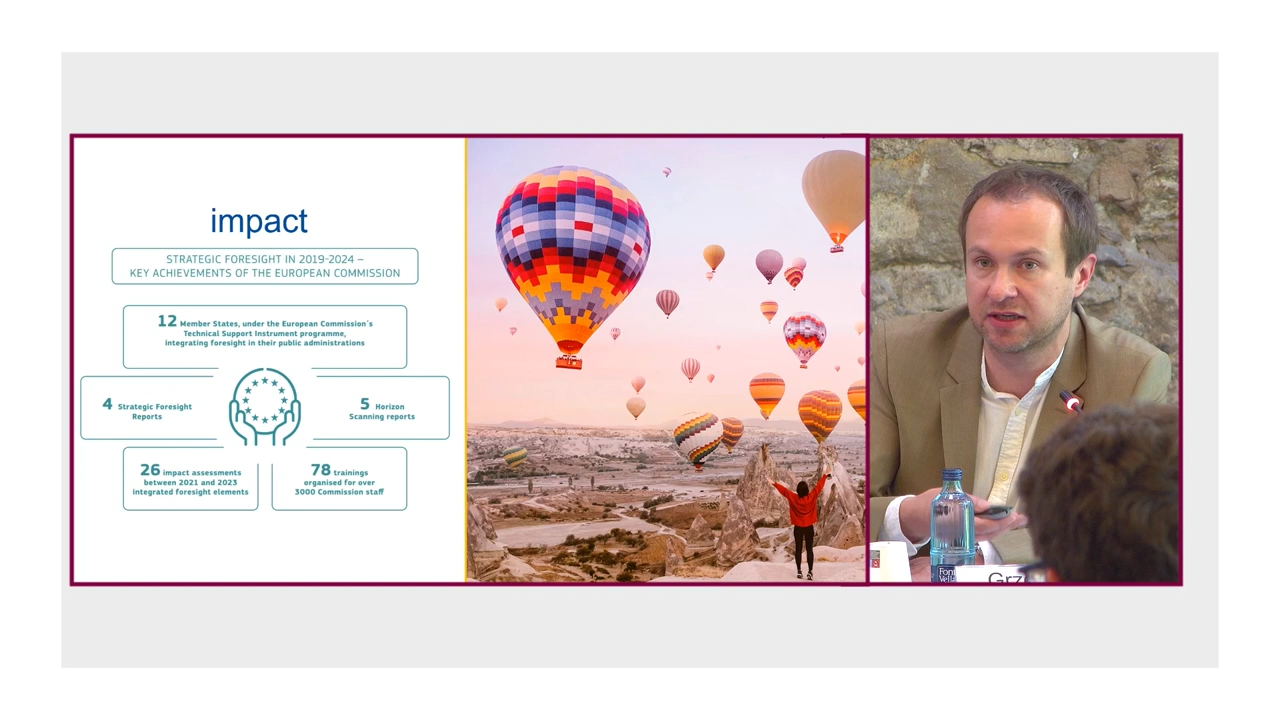 impact
STRATEGIC FORESIGHT IN 2019-2024 –
KEY ACHIEVEMENTS OF THE EUROPEAN COMMISSION
12 Member States, under the European Commission´s
Technical Support Instrument programme,
integrating foresight in their public administrations
4 Strategic Foresight
Reports
5 Horizon
Scanning reports
26 impact assessments
between 2021 and 2023
integrated foresight elements
78 trainings
organised for over
3000 Commission staff